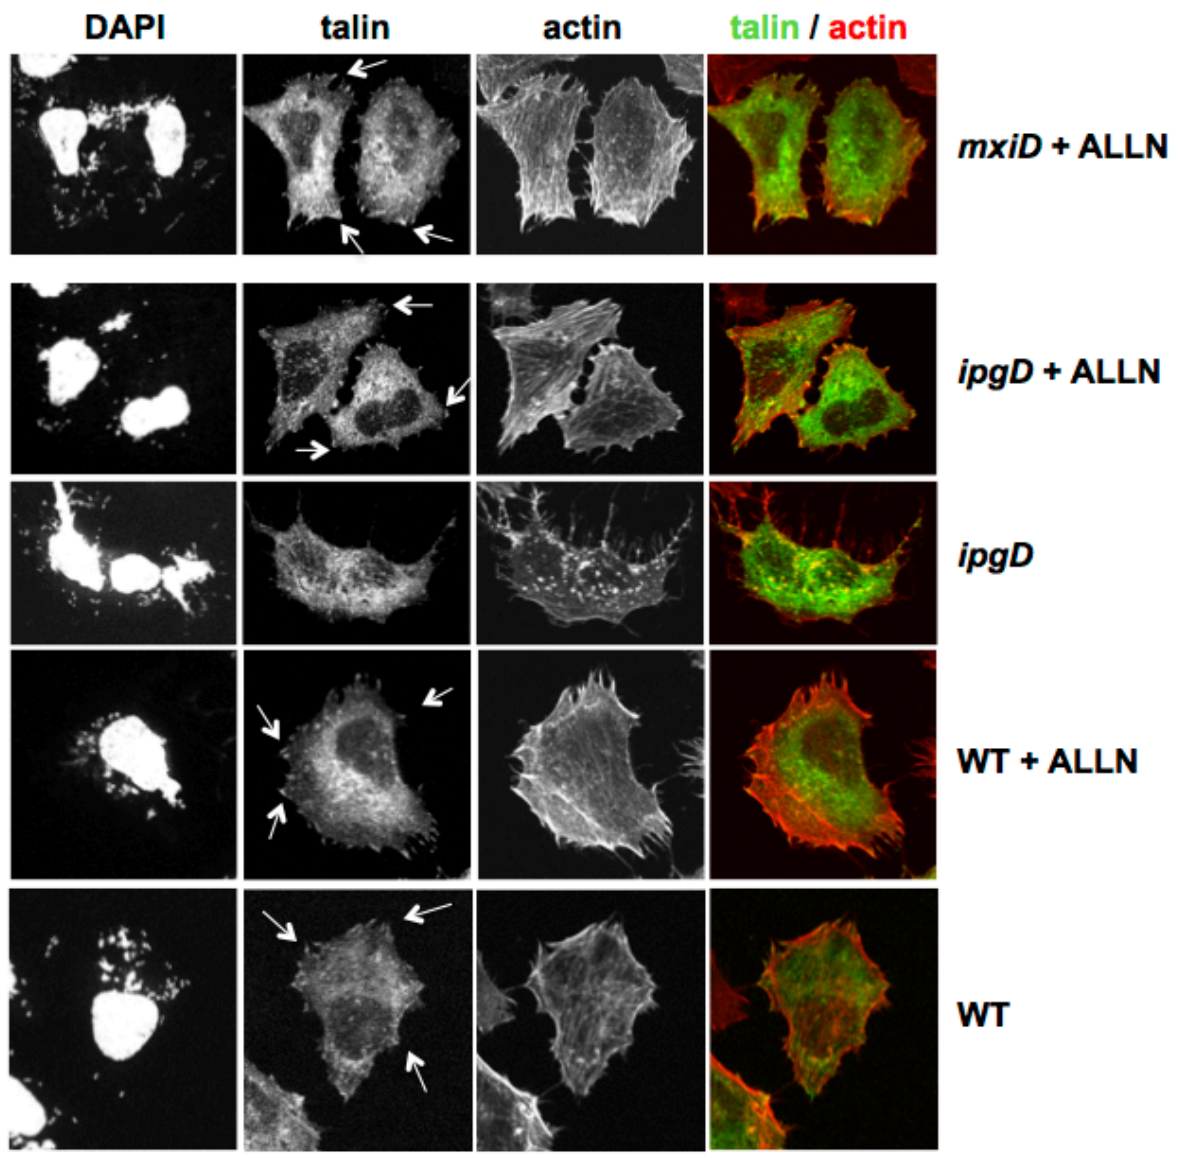 DAPI talin actin talin / actin
mxiD + ALLN
ipgD + ALLN
ipgD
WT + ALLN
WT